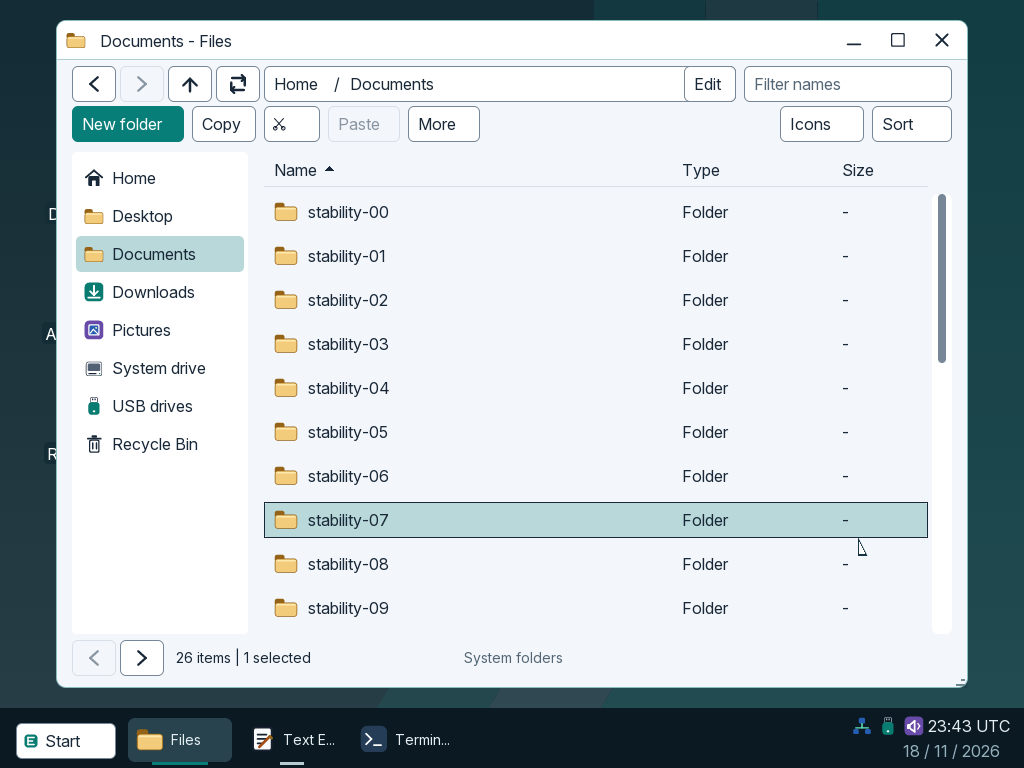 Documents - Files
Home / Documents
Edit
Filter names
New folder
Copy
Paste
More
Icons
Sort
Home
Desktop
Documents
Downloads
Pictures
System drive
USB drives
Recycle Bin
Name Type Size
stability-00 Folder -
stability-01 Folder -
stability-02 Folder -
stability-03 Folder -
stability-04 Folder -
stability-05 Folder -
stability-06 Folder -
stability-07 Folder -
stability-08 Folder -
stability-09 Folder -
26 items | 1 selected
System folders
D
A
R
Start
Files
Text E...
Termin...
23:43 UTC
18 / 11 / 2026